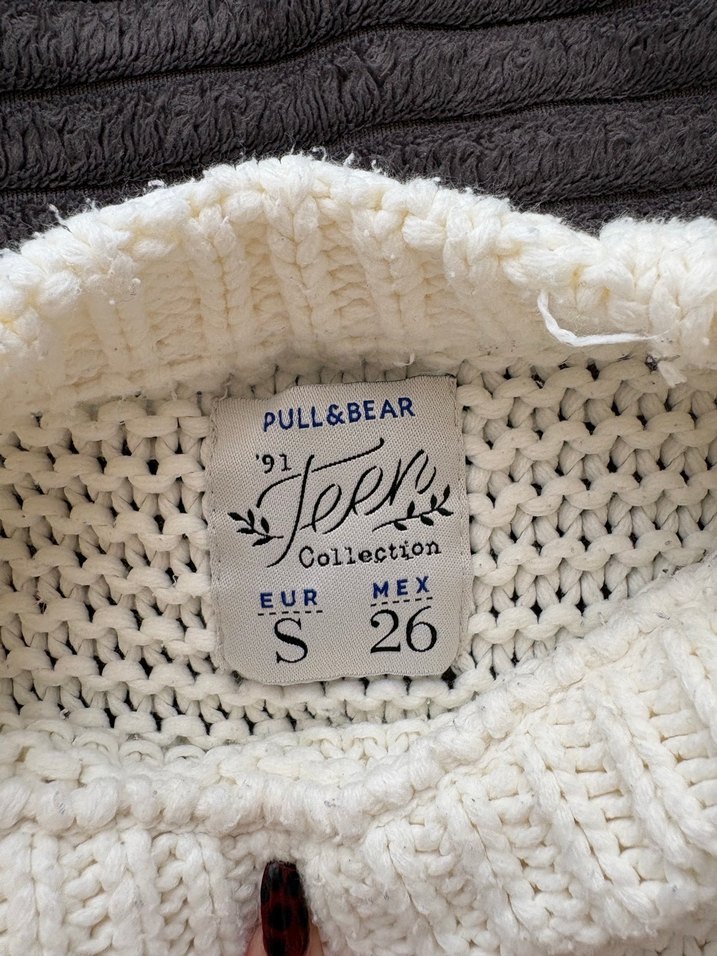 PULL&BEAR
'91 Teen
Collection
EUR MEX
S 26